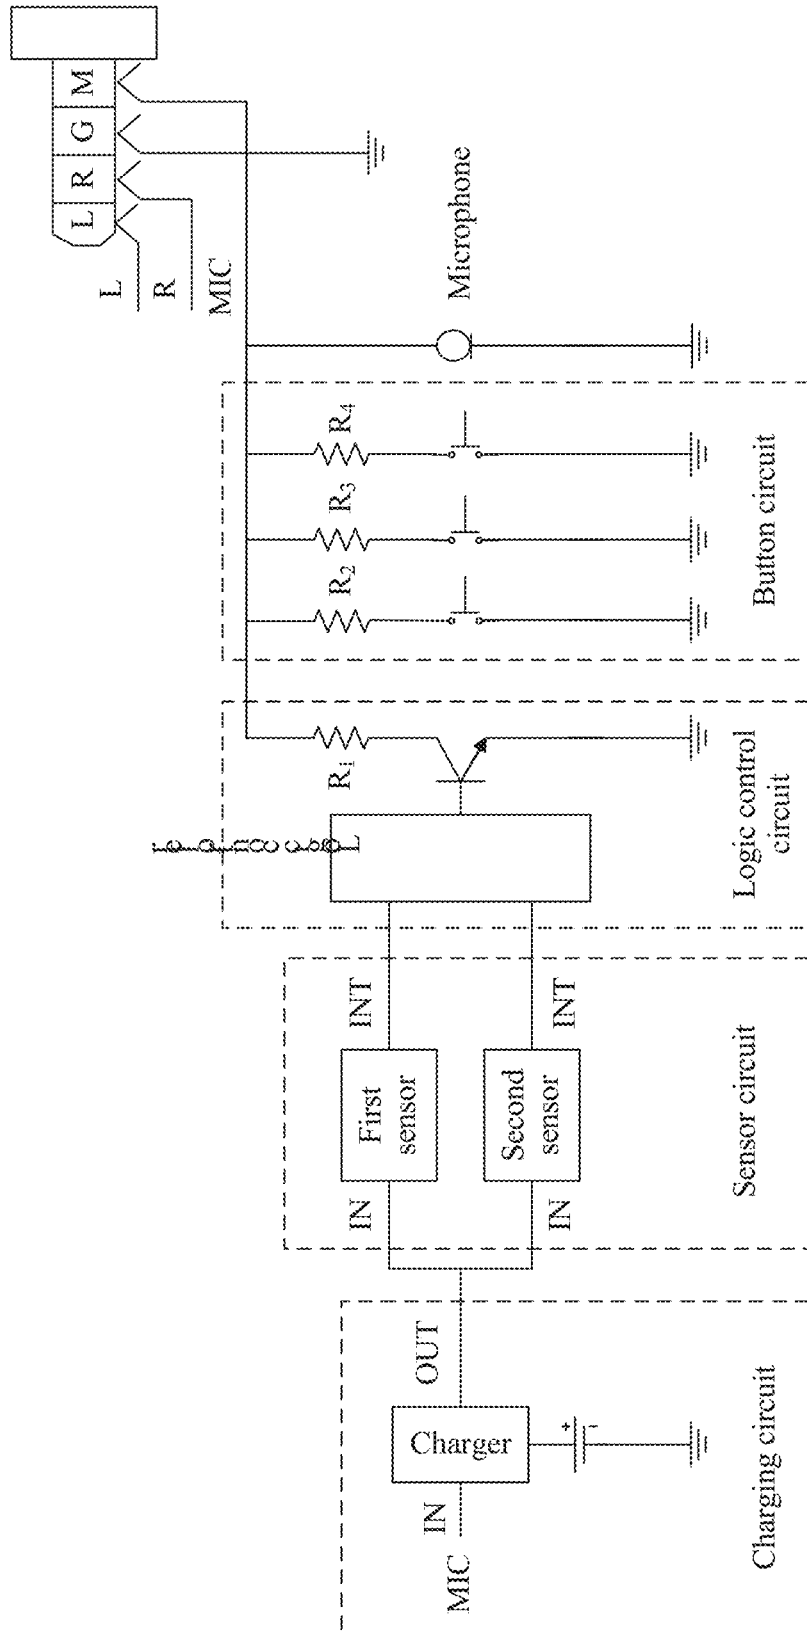 L
R
G
M
L
R
MIC
Microphone
R₄
R₃
R₂
Button circuit
R₁
Logic control
circuit
INT
INT
First
sensor
Second
sensor
IN
IN
Sensor circuit
OUT
Charger
+
-
IN
MIC
Charging circuit